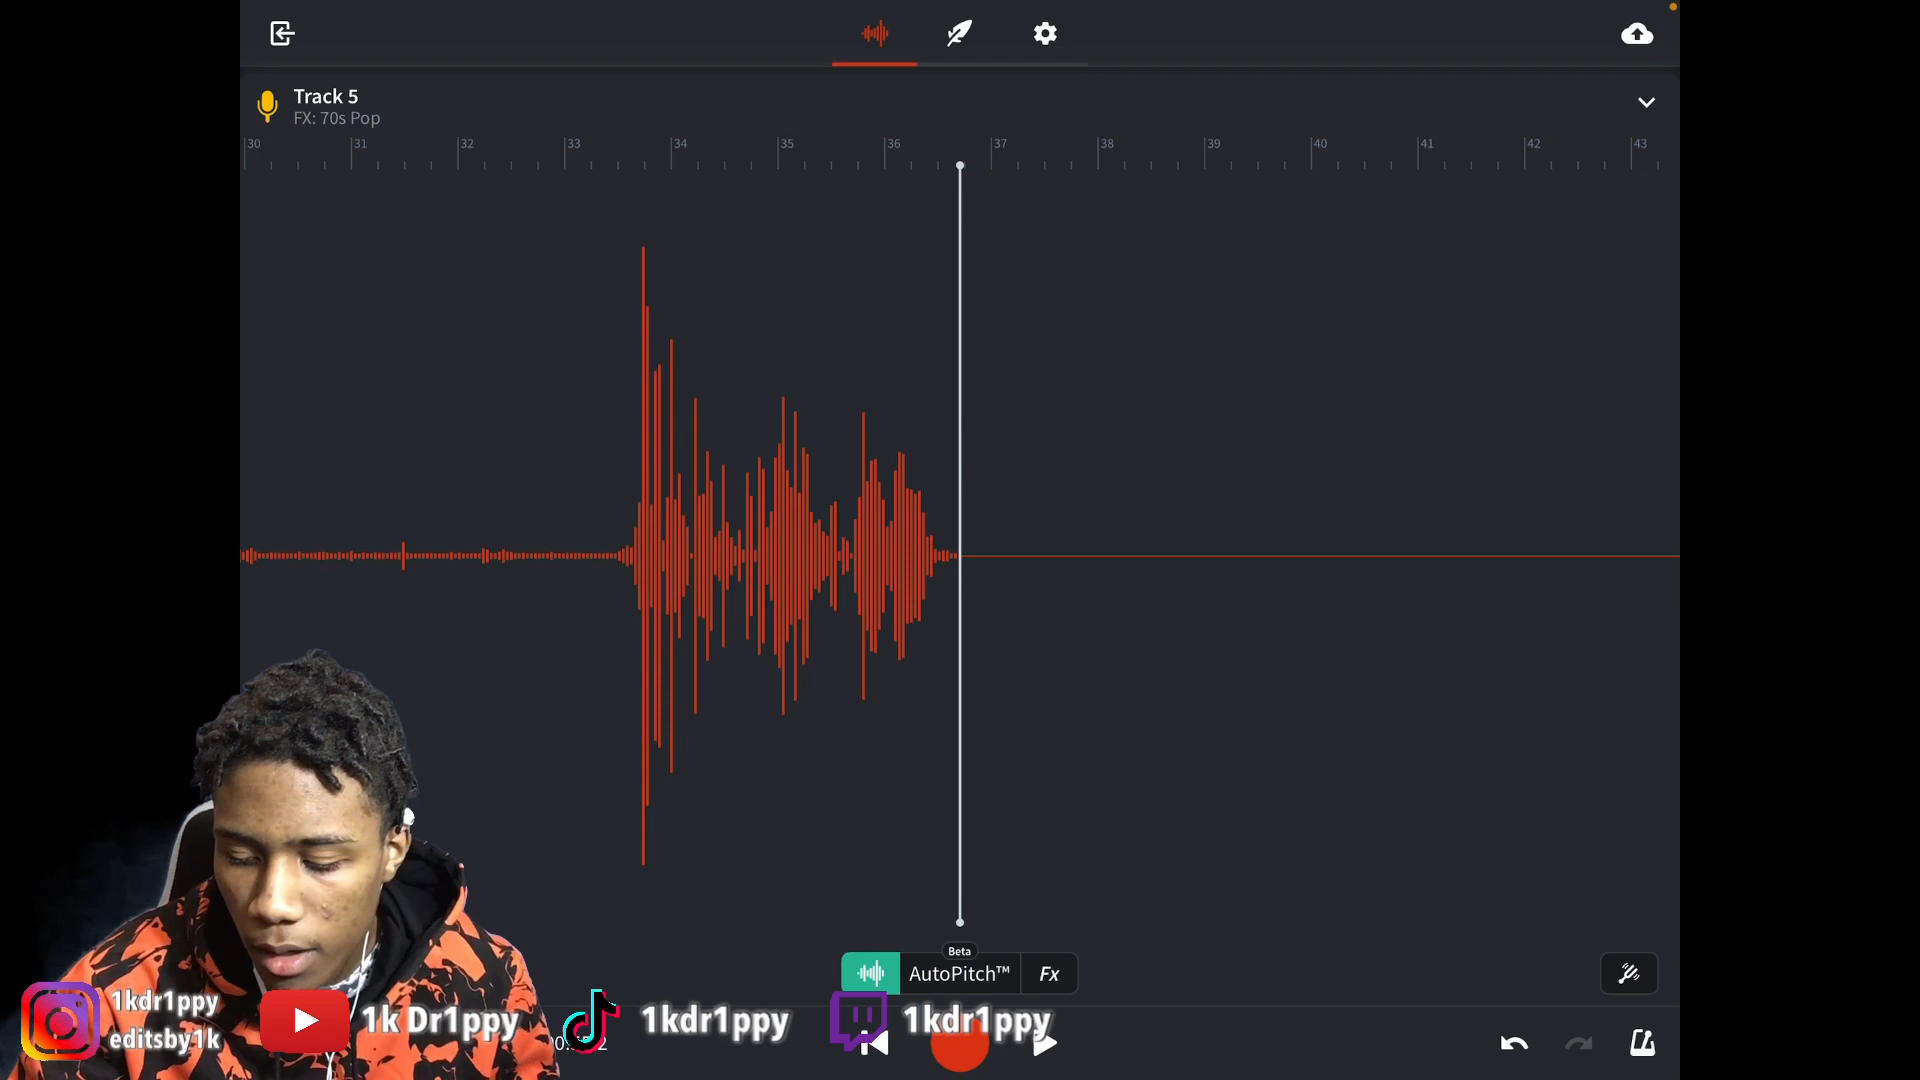 Track 5
FX: 70s Pop
30 31 32 33 34 35 36 37 38 39 40 41 42 43
Beta
AutoPitch™ Fx
1kdr1ppy
editsby1k
1k Dr1ppy
1kdr1ppy
1kdr1ppy